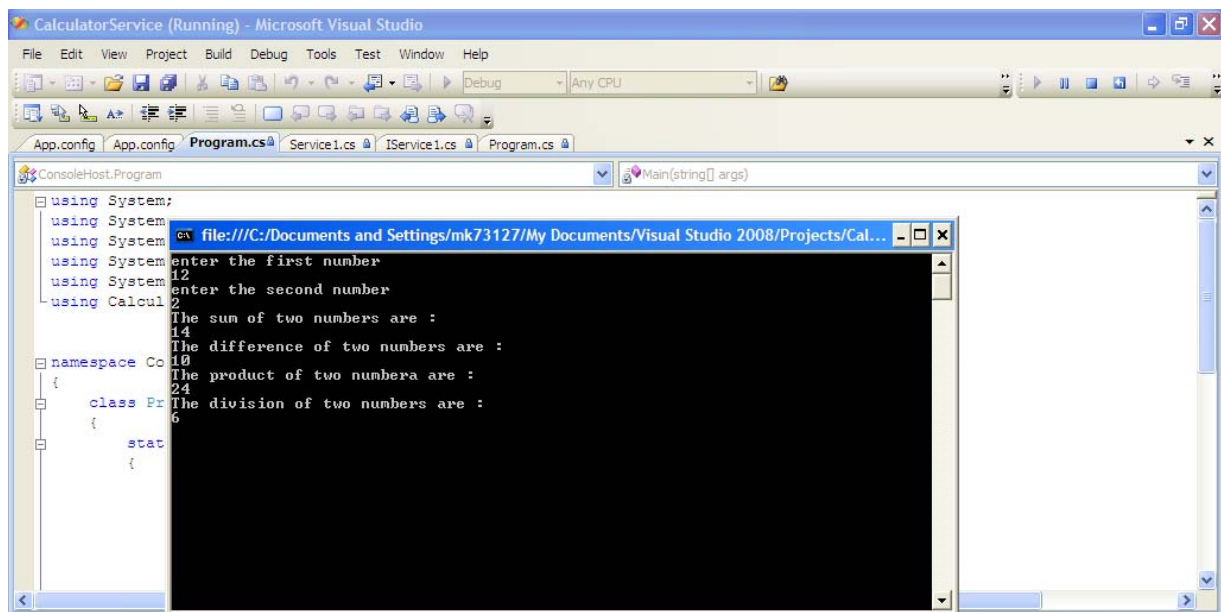 CalculatorService (Running) - Microsoft Visual Studio
File Edit View Project Build Debug Tools Test Window Help
Debug Any CPU
App.config App.config Program.cs Service1.cs IService1.cs Program.cs
ConsoleHost.Program Main(string[] args)
using System;
using System
using System
using System
using System
using Calcul
namespace Co
{
class Pr
{
stat
{
file:///C:/Documents and Settings/mk73127/My Documents/Visual Studio 2008/Projects/Cal...
enter the first number
12
enter the second number
2
The sum of two numbers are :
14
The difference of two numbers are :
10
The product of two numbera are :
24
The division of two numbers are :
6